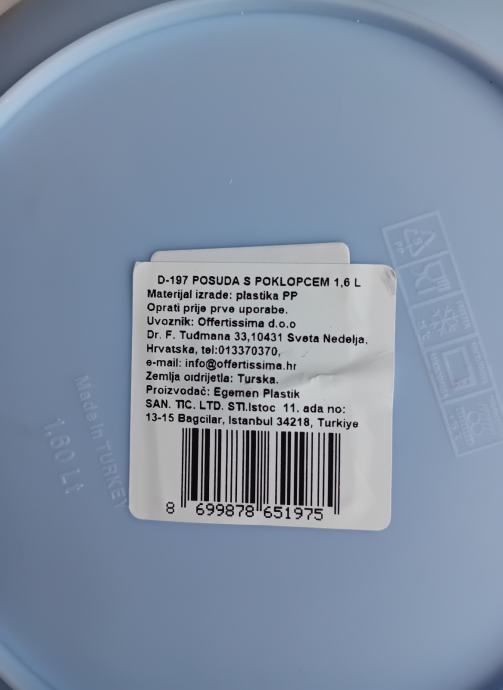 D-197 POSUDA S POKLOPCEM 1,6 L
Materijal izrade: plastika PP
Oprati prije prve uporabe.
Uvoznik: Offertissima d.o.o
Dr. F. Tuđmana 33,10431 Sveta Nedelja,
Hrvatska, tel:013370370,
e-mail: info@offertissima.hr
Zemlja oıdrijetla: Turska.
Proizvođač: Egemen Plastik
SAN. TIC. LTD. STI.Istoc 11. ada no:
13-15 Bagcilar, Istanbul 34218, Turkiye
8 699878 651975
Made in TURKEY
1.60 Lt
PP